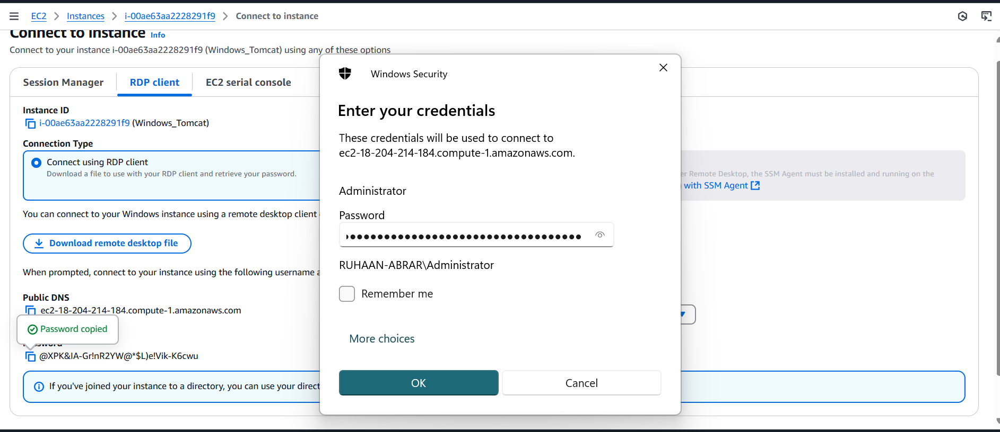 EC2 > Instances > i-00ae63aa2228291f9 > Connect to instance
Connect to instance Info
Connect to your instance i-00ae63aa2228291f9 (Windows_Tomcat) using any of these options
Session Manager
RDP client
EC2 serial console
Instance ID
i-00ae63aa2228291f9 (Windows_Tomcat)
Connection Type
Connect using RDP client
Download a file to use with your RDP client and retrieve your password.
Remote Desktop, the SSM Agent must be installed and running on the
with SSM Agent
You can connect to your Windows instance using a remote desktop client
Download remote desktop file
When prompted, connect to your instance using the following username
Public DNS
ec2-18-204-214-184.compute-1.amazonaws.com
Password copied
Password
@XPK&IA-Gr!nR2YW@*$L)e!Vik-K6cwu
If you've joined your instance to a directory, you can use your direct
Windows Security
Enter your credentials
These credentials will be used to connect to
ec2-18-204-214-184.compute-1.amazonaws.com.
Administrator
Password
RUHAAN-ABRAR\Administrator
Remember me
More choices
OK
Cancel